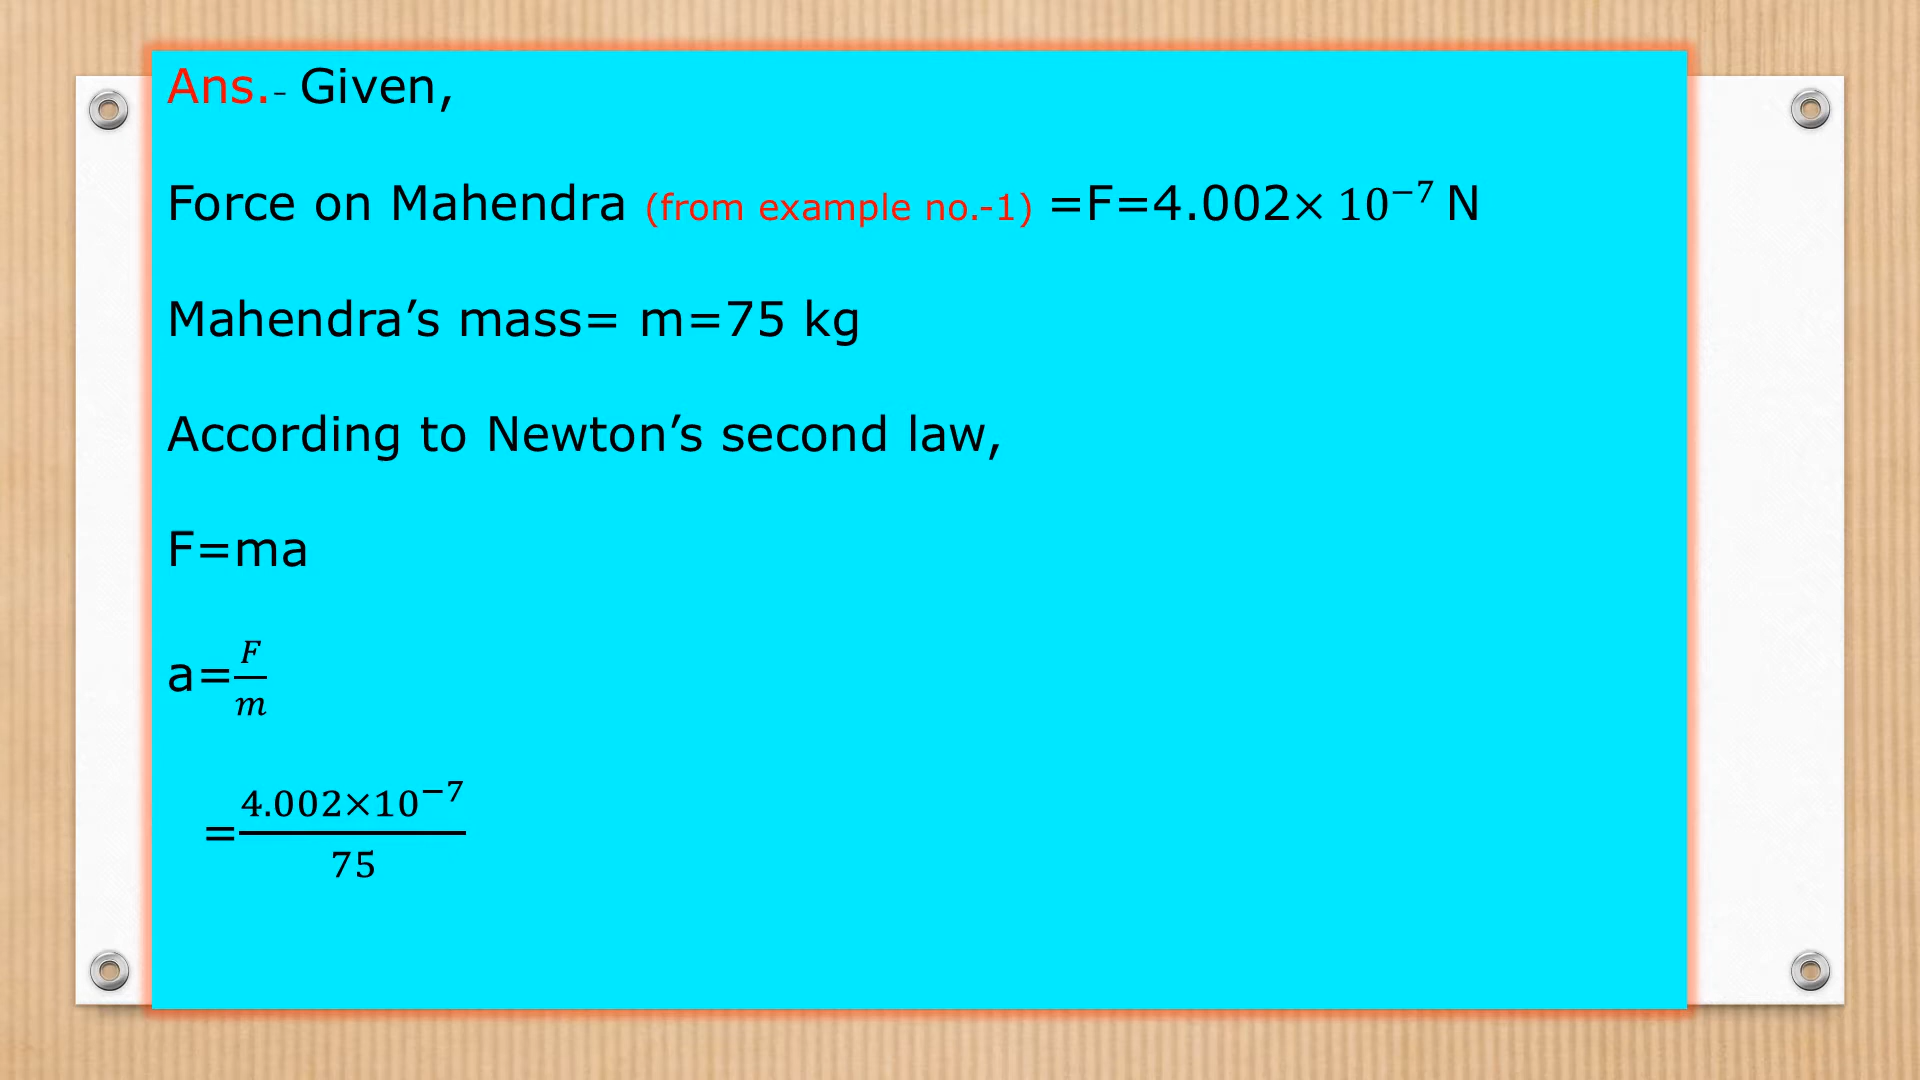 Ans.- Given,
Force on Mahendra (from example no.-1) =F=4.002× 10⁻⁷ N
Mahendra’s mass= m=75 kg
According to Newton’s second law,
F=ma
a=F/m
=4.002×10⁻⁷/75